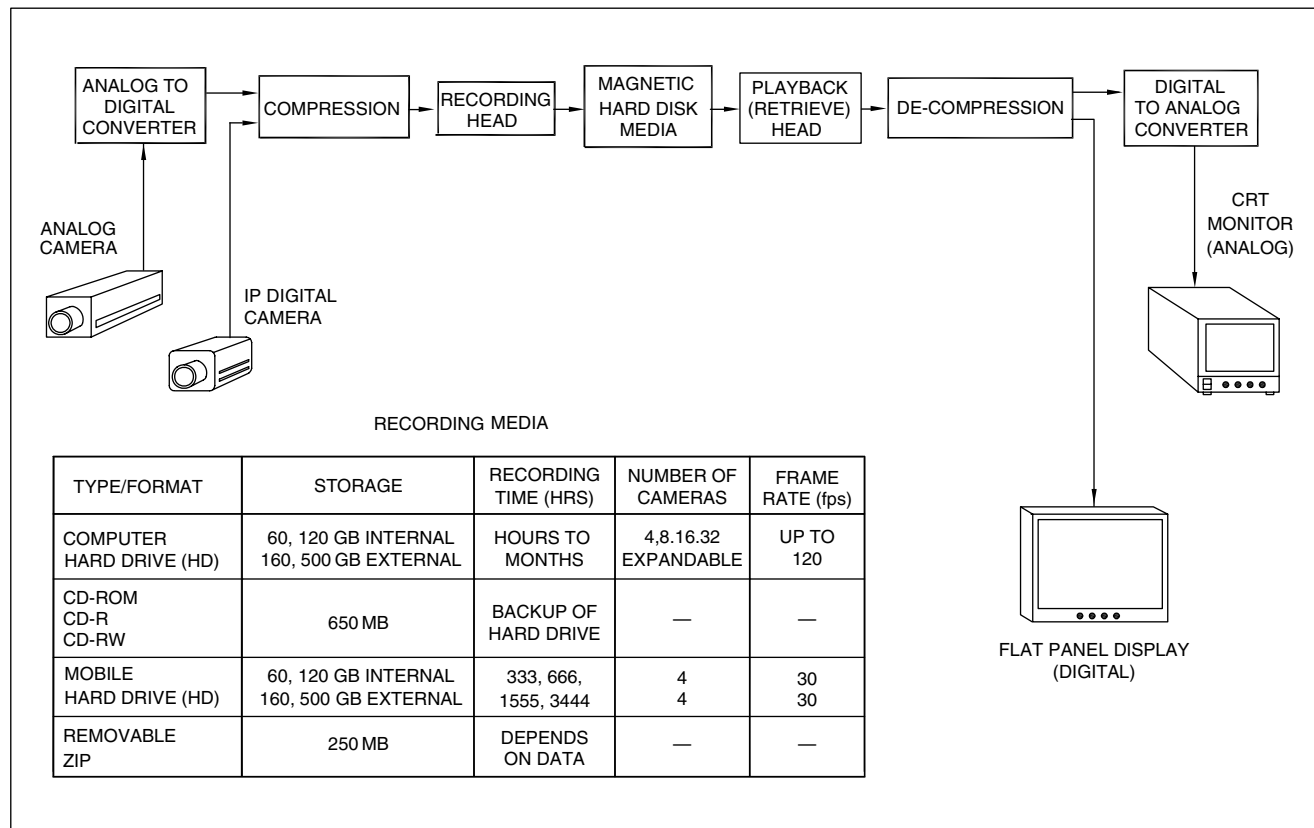 ANALOG TO
DIGITAL
CONVERTER
COMPRESSION
RECORDING
HEAD
MAGNETIC
HARD DISK
MEDIA
PLAYBACK
(RETRIEVE)
HEAD
DE-COMPRESSION
DIGITAL
TO ANALOG
CONVERTER
ANALOG
CAMERA
IP DIGITAL
CAMERA
CRT
MONITOR
(ANALOG)
FLAT PANEL DISPLAY
(DIGITAL)
RECORDING MEDIA
TYPE/FORMAT
STORAGE
RECORDING
TIME (HRS)
NUMBER OF
CAMERAS
FRAME
RATE (fps)
COMPUTER
HARD DRIVE (HD)
60, 120 GB INTERNAL
160, 500 GB EXTERNAL
HOURS TO
MONTHS
4,8.16.32
EXPANDABLE
UP TO
120
CD-ROM
CD-R
CD-RW
650 MB
BACKUP OF
HARD DRIVE
—
—
MOBILE
HARD DRIVE (HD)
60, 120 GB INTERNAL
160, 500 GB EXTERNAL
333, 666,
1555, 3444
4
4
30
30
REMOVABLE
ZIP
250 MB
DEPENDS
ON DATA
—
—